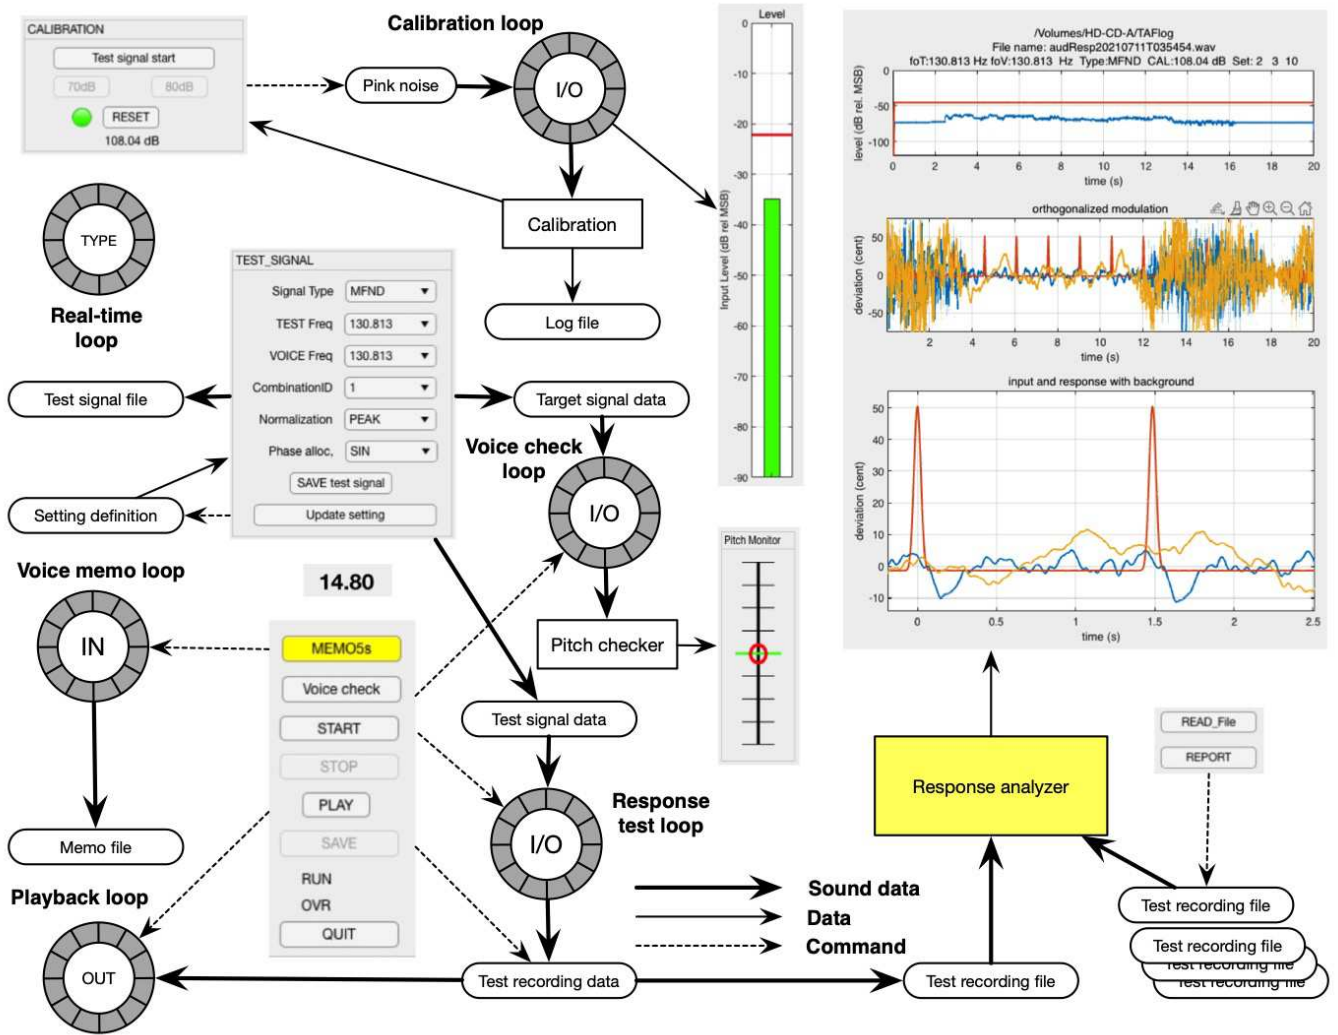 CALIBRATION
Test signal start
70dB
80dB
RESET
108.04 dB
Calibration loop
Pink noise
I/O
Calibration
Log file
TYPE
Real-time
loop
Level
0
-10
-20
-30
-40
-50
-60
-70
-80
-90
Input Level (dB rel MSB)
TEST_SIGNAL
Signal Type
MFND
TEST Freq
130.813
VOICE Freq
130.813
CombinationID
1
Normalization
PEAK
Phase alloc,
SIN
SAVE test signal
Update setting
Test signal file
Setting definition
Target signal data
Voice check
loop
I/O
Pitch checker
Pitch Monitor
Voice memo loop
IN
Memo file
14.80
MEMO5s
Voice check
START
STOP
PLAY
SAVE
RUN
OVR
QUIT
Test signal data
Response
test loop
I/O
Playback loop
OUT
Test recording data
Sound data
Data
Command
Test recording file
Response analyzer
READ_File
REPORT
Test recording file
Test recording file
Test recording file
Test recording file
/Volumes/HD-CD-A/TAFlog
File name: audResp20210711T035454.wav
foT:130.813 Hz foV:130.813 Hz Type:MFND CAL:108.04 dB Set: 2 3 10
level (dB rel. MSB)
0
-50
-100
0 2 4 6 8 10 12 14 16 18 20
time (s)
orthogonalized modulation
deviation (cent)
50
0
-50
2 4 6 8 10 12 14 16 18 20
time (s)
input and response with background
deviation (cent)
50
40
30
20
10
0
-10
0 0.5 1 1.5 2 2.5
time (s)